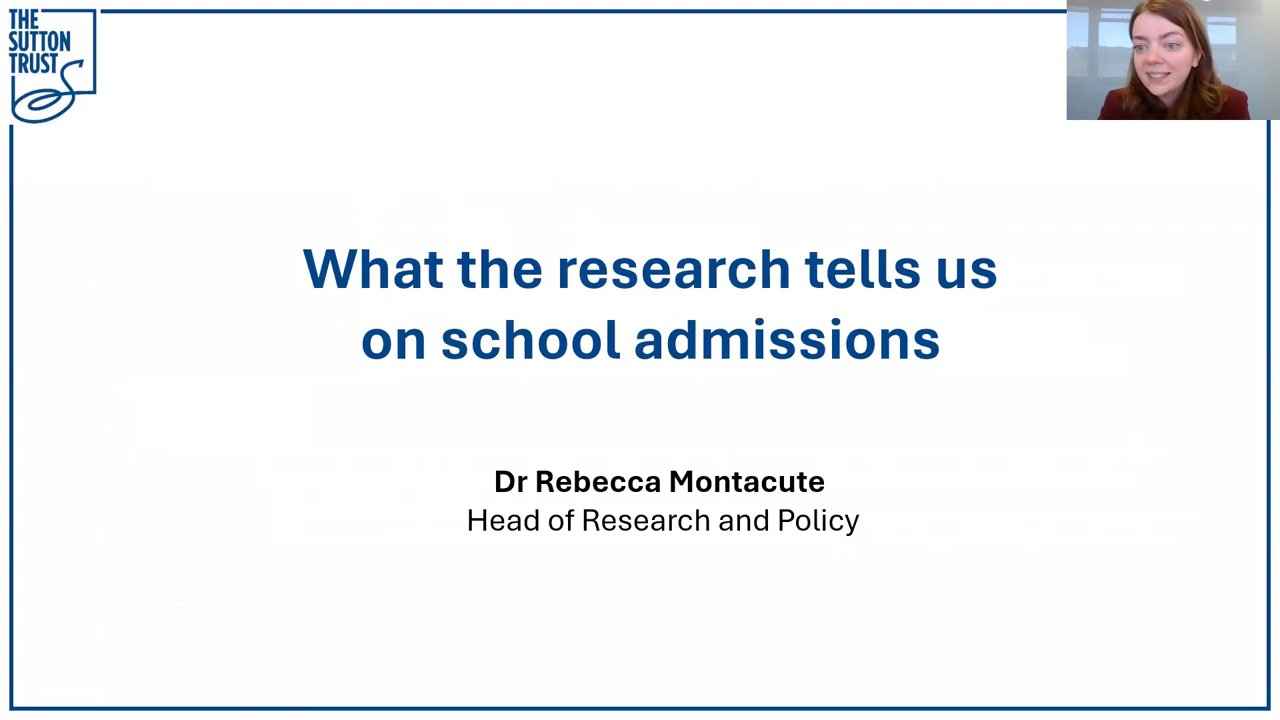 THE
SUTTON
TRUST
What the research tells us
on school admissions
Dr Rebecca Montacute
Head of Research and Policy